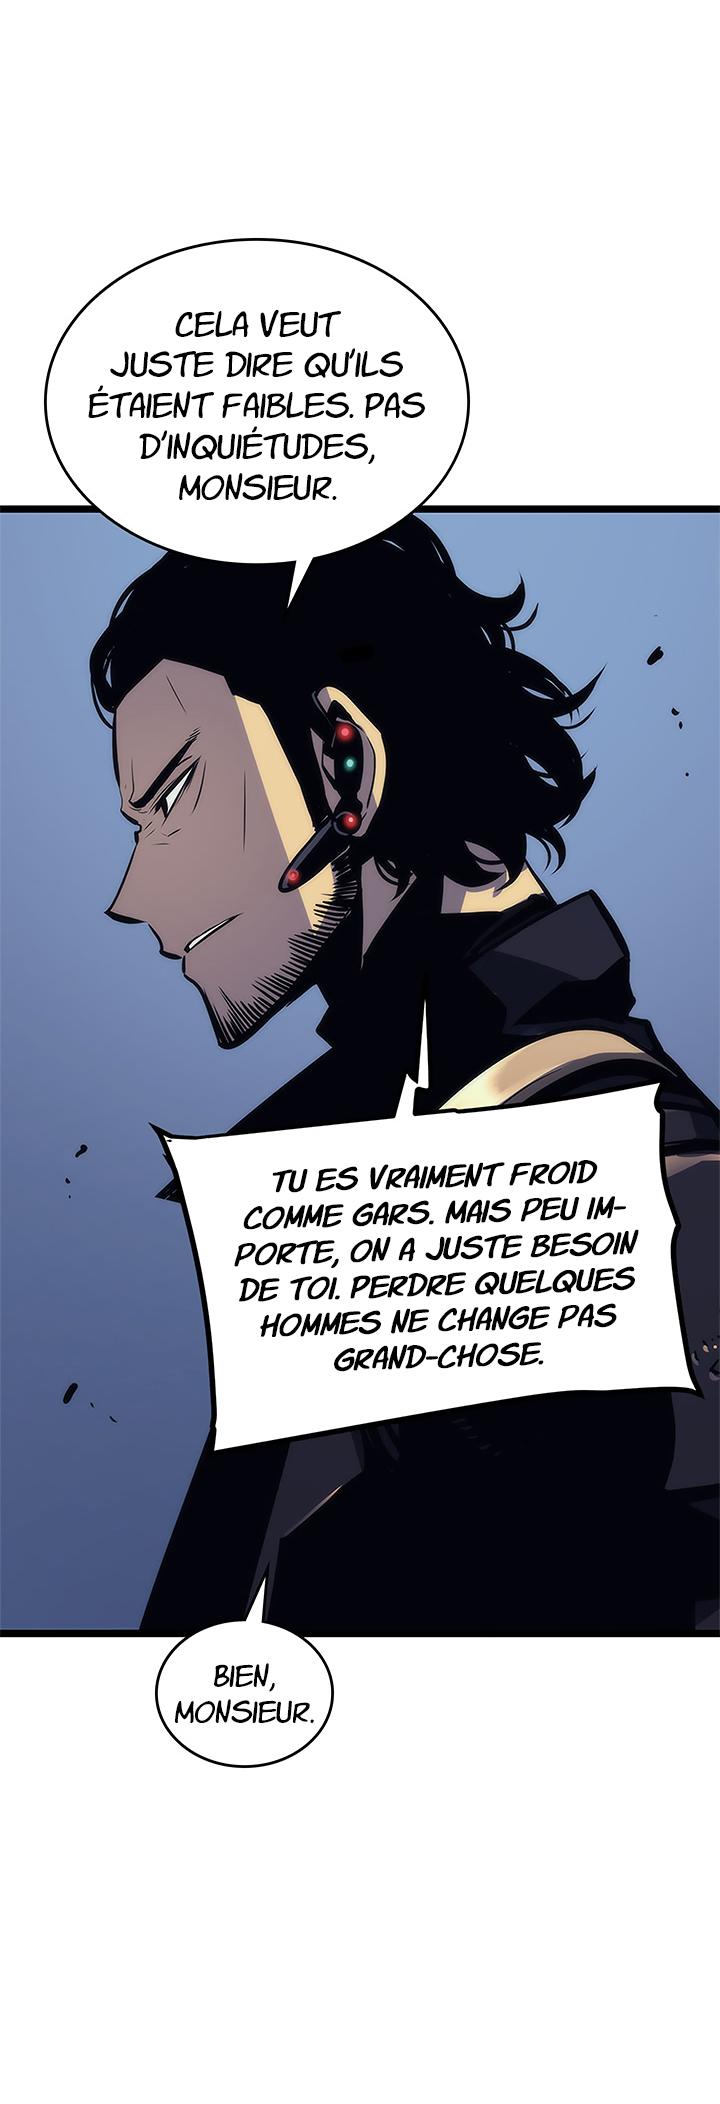 CELA VEUT
JUSTE DIRE QU'ILS
ÉTAIENT FAIBLES. PAS
D'INQUIÉTUDES,
MONSIEUR.
TU ES VRAIMENT FROID
COMME GARS. MAIS PEU IM-
PORTE, ON A JUSTE BESOIN
DE TOI. PERDRE QUELQUES
HOMMES NE CHANGE PAS
GRAND-CHOSE.
BIEN,
MONSIEUR.